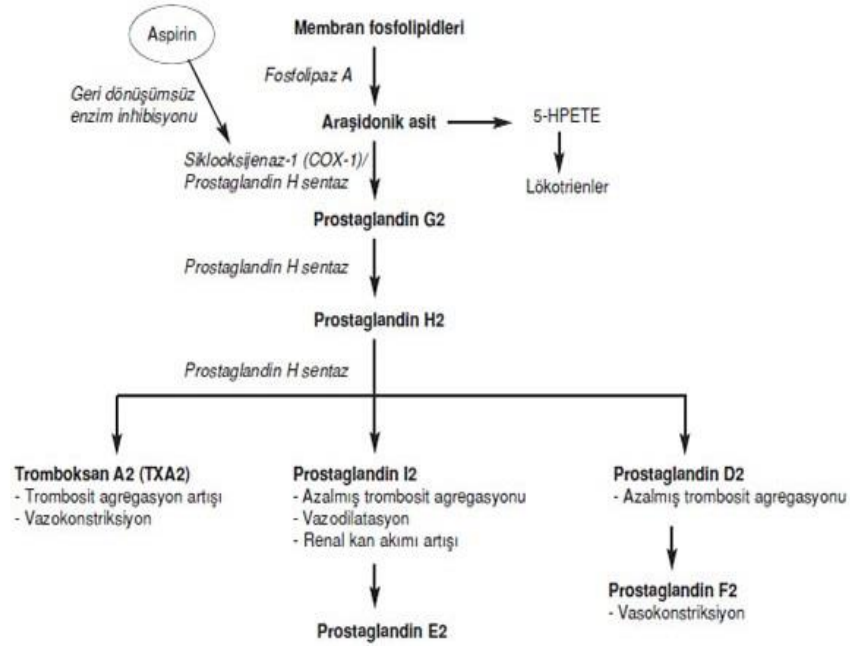 Aspirin
Membran fosfolipidleri
Fosfolipaz A
Geri dönüşümsüz
enzim inhibisyonu
Araşidonik asit
5-HPETE
Siklooksijenaz-1 (COX-1)/
Prostaglandin H sentaz
Lökotrienler
Prostaglandin G2
Prostaglandin H sentaz
Prostaglandin H2
Prostaglandin H sentaz
Tromboksan A2 (TXA2)
- Trombosit agregasyon artışı
- Vazokonstriksiyon
Prostaglandin I2
- Azalmış trombosit agregasyonu
- Vazodilatasyon
- Renal kan akımı artışı
Prostaglandin D2
- Azalmış trombosit agregasyonu
Prostaglandin F2
- Vasokonstriksiyon
Prostaglandin E2